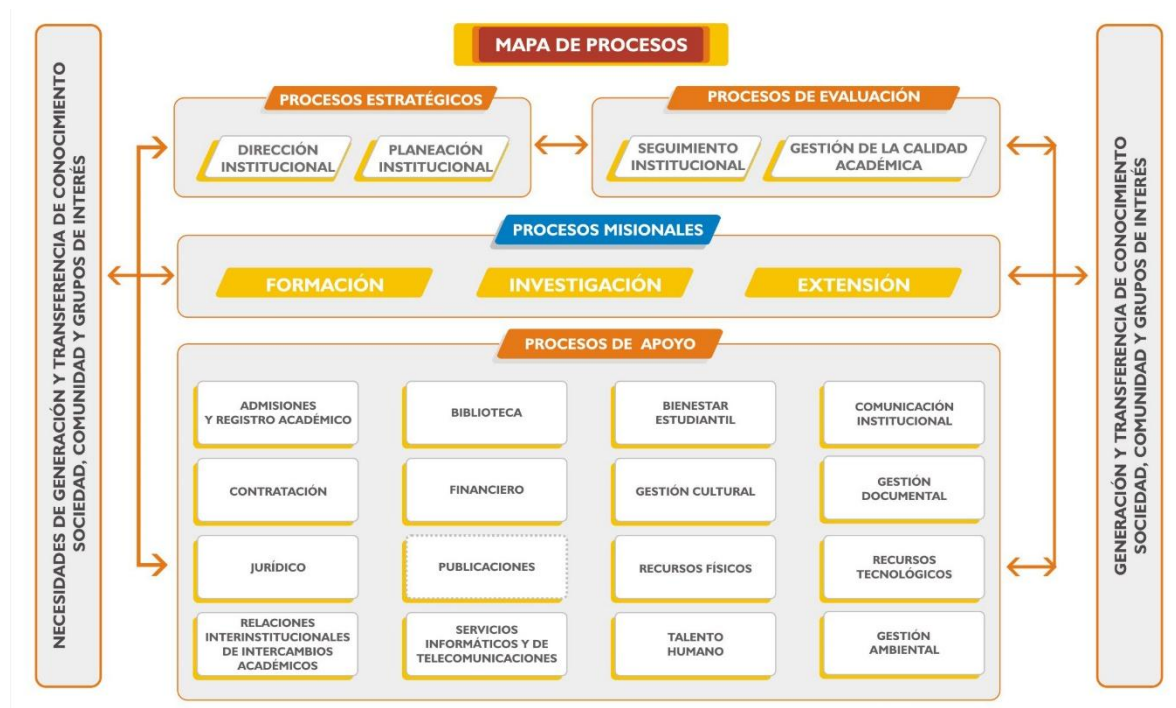 MAPA DE PROCESOS
NECESIDADES DE GENERACIÓN Y TRANSFERENCIA DE CONOCIMIENTO
SOCIEDAD, COMUNIDAD Y GRUPOS DE INTERÉS
PROCESOS ESTRATÉGICOS
DIRECCIÓN
INSTITUCIONAL
PLANEACIÓN
INSTITUCIONAL
PROCESOS DE EVALUACIÓN
SEGUIMIENTO
INSTITUCIONAL
GESTIÓN DE LA CALIDAD
ACADÉMICA
PROCESOS MISIONALES
FORMACIÓN
INVESTIGACIÓN
EXTENSIÓN
PROCESOS DE APOYO
ADMISIONES
Y REGISTRO ACADÉMICO
BIBLIOTECA
BIENESTAR
ESTUDIANTIL
COMUNICACIÓN
INSTITUCIONAL
CONTRATACIÓN
FINANCIERO
GESTIÓN CULTURAL
GESTIÓN
DOCUMENTAL
JURÍDICO
PUBLICACIONES
RECURSOS FÍSICOS
RECURSOS
TECNOLÓGICOS
RELACIONES
INTERINSTITUCIONALES
DE INTERCAMBIOS
ACADÉMICOS
SERVICIOS
INFORMÁTICOS Y DE
TELECOMUNICACIONES
TALENTO
HUMANO
GESTIÓN
AMBIENTAL
GENERACIÓN Y TRANSFERENCIA DE CONOCIMIENTO
SOCIEDAD, COMUNIDAD Y GRUPOS DE INTERÉS